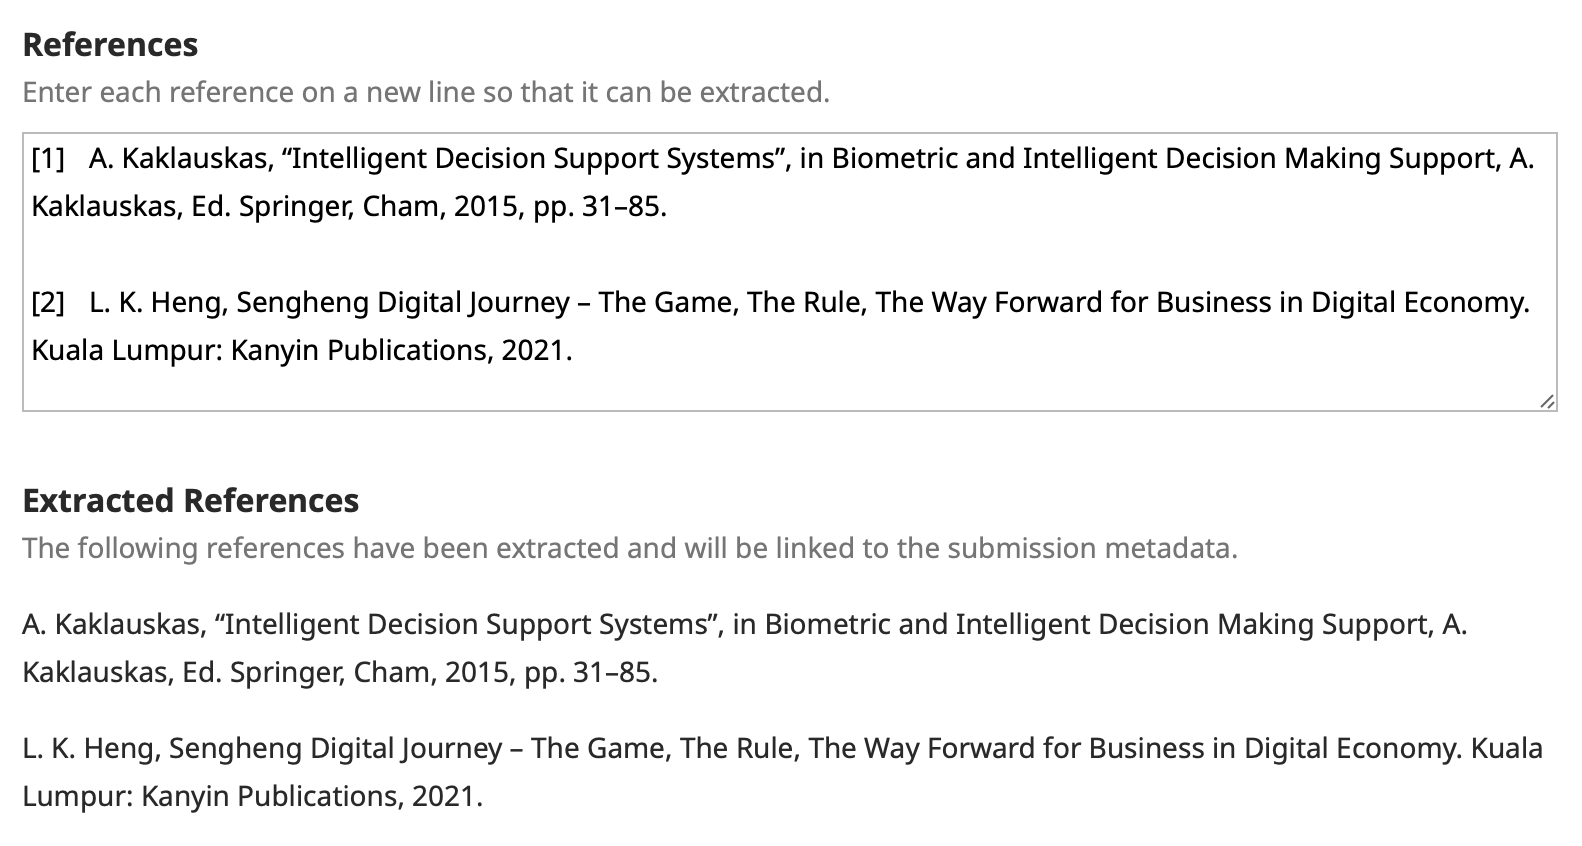 References
Enter each reference on a new line so that it can be extracted.
[1] A. Kaklauskas, “Intelligent Decision Support Systems”, in Biometric and Intelligent Decision Making Support, A.
Kaklauskas, Ed. Springer, Cham, 2015, pp. 31–85.
[2] L. K. Heng, Sengheng Digital Journey – The Game, The Rule, The Way Forward for Business in Digital Economy.
Kuala Lumpur: Kanyin Publications, 2021.
Extracted References
The following references have been extracted and will be linked to the submission metadata.
A. Kaklauskas, “Intelligent Decision Support Systems”, in Biometric and Intelligent Decision Making Support, A.
Kaklauskas, Ed. Springer, Cham, 2015, pp. 31–85.
L. K. Heng, Sengheng Digital Journey – The Game, The Rule, The Way Forward for Business in Digital Economy. Kuala
Lumpur: Kanyin Publications, 2021.